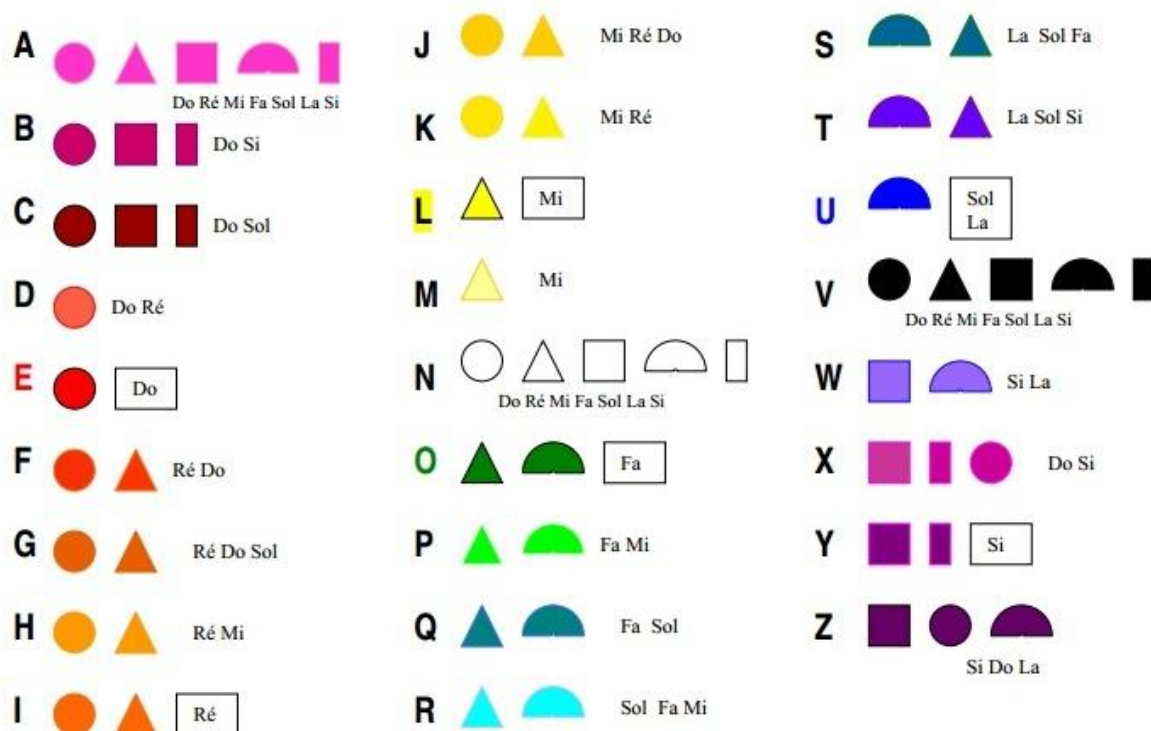 A
Do Ré Mi Fa Sol La Si
B Do Si
C Do Sol
D Do Ré
E Do
F Ré Do
G Ré Do Sol
H Ré Mi
I Ré
J Mi Ré Do
K Mi Ré
L Mi
M Mi
N
Do Ré Mi Fa Sol La Si
O Fa
P Fa Mi
Q Fa Sol
R Sol Fa Mi
S La Sol Fa
T La Sol Si
U Sol
La
V
Do Ré Mi Fa Sol La Si
W Si La
X Do Si
Y Si
Z
Si Do La